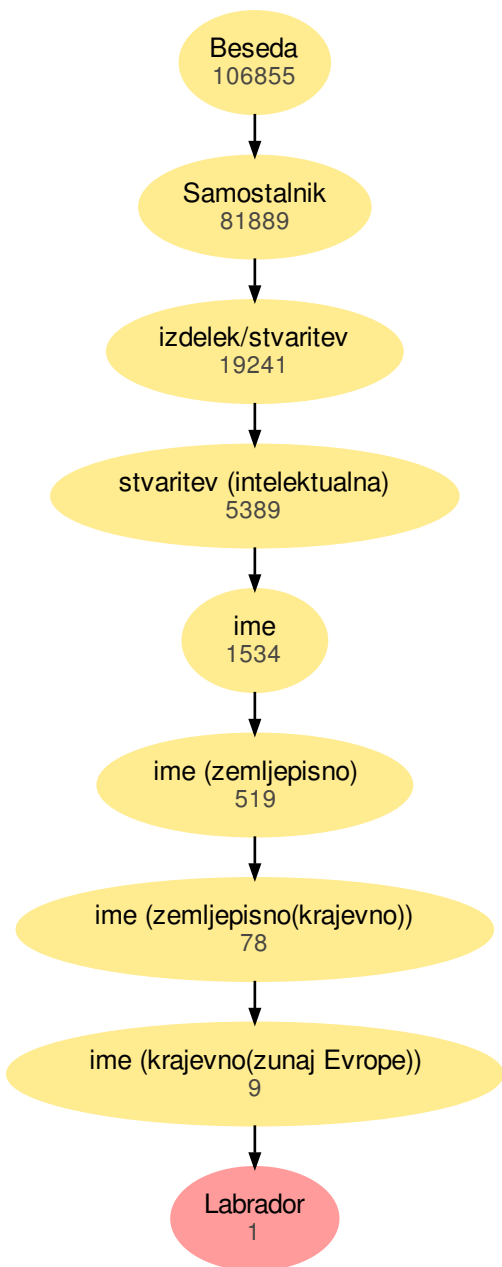 Beseda
106855
Samostalnik
81889
izdelek/stvaritev
19241
stvaritev (intelektualna)
5389
ime
1534
ime (zemljepisno)
519
ime (zemljepisno(krajevno))
78
ime (krajevno(zunaj Evrope))
9
Labrador
1